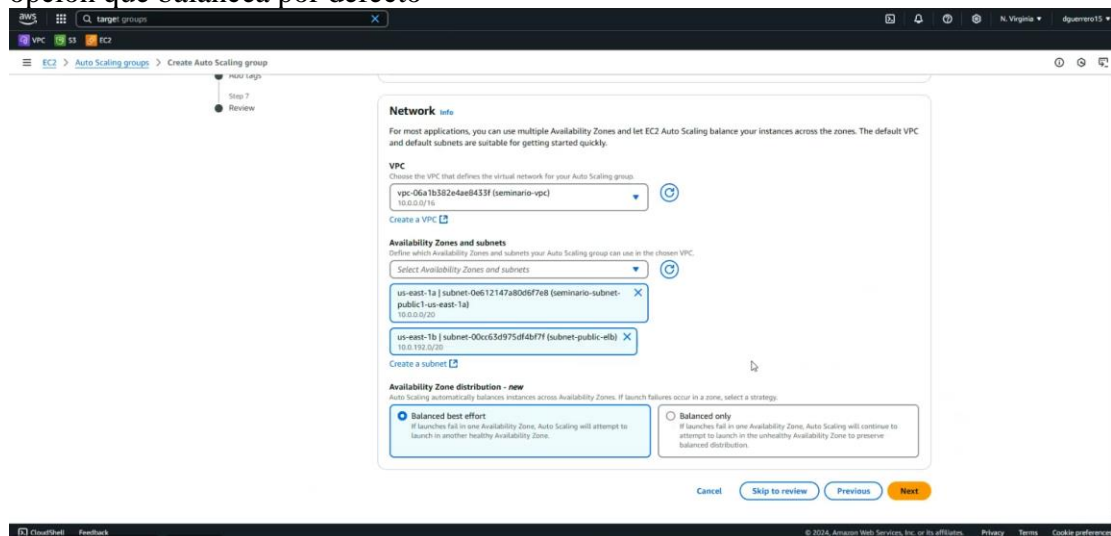 opción que balancea por defecto
aws
target groups
N. Virginia
dguerrero15
VPC
S3
EC2
EC2 > Auto Scaling groups > Create Auto Scaling group
Add tags
Step 7
Review
Network Info
For most applications, you can use multiple Availability Zones and let EC2 Auto Scaling balance your instances across the zones. The default VPC
and default subnets are suitable for getting started quickly.
VPC
Choose the VPC that defines the virtual network for your Auto Scaling group.
vpc-06a1b382e4ae8433f (seminario-vpc)
10.0.0.0/16
Create a VPC
Availability Zones and subnets
Define which Availability Zones and subnets your Auto Scaling group can use in the chosen VPC.
Select Availability Zones and subnets
us-east-1a | subnet-0e612147a80d6f7e8 (seminario-subnet-
public1-us-east-1a)
10.0.0.0/20
us-east-1b | subnet-00cc63d975df4bf7f (subnet-public-elb)
10.0.192.0/20
Create a subnet
Availability Zone distribution - new
Auto Scaling automatically balances instances across Availability Zones. If launch failures occur in a zone, select a strategy.
Balanced best effort
If launches fail in one Availability Zone, Auto Scaling will attempt to
launch in another healthy Availability Zone.
Balanced only
If launches fail in one Availability Zone, Auto Scaling will continue to
attempt to launch in the unhealthy Availability Zone to preserve
balanced distribution.
Cancel
Skip to review
Previous
Next
CloudShell
Feedback
© 2024, Amazon Web Services, Inc. or its affiliates.
Privacy
Terms
Cookie preferences